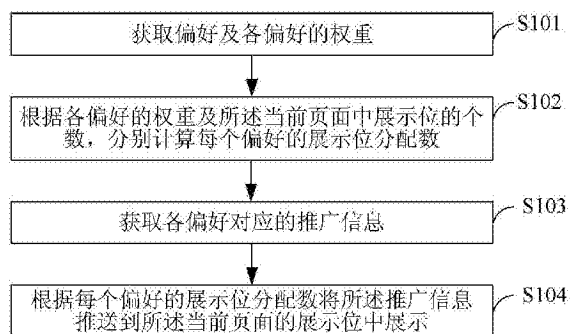 获取偏好及各偏好的权重
S101
根据各偏好的权重及所述当前页面中展示位的个
数，分别计算每个偏好的展示位分配数
S102
获取各偏好对应的推广信息
S103
根据每个偏好的展示位分配数将所述推广信息
推送到所述当前页面的展示位中展示
S104